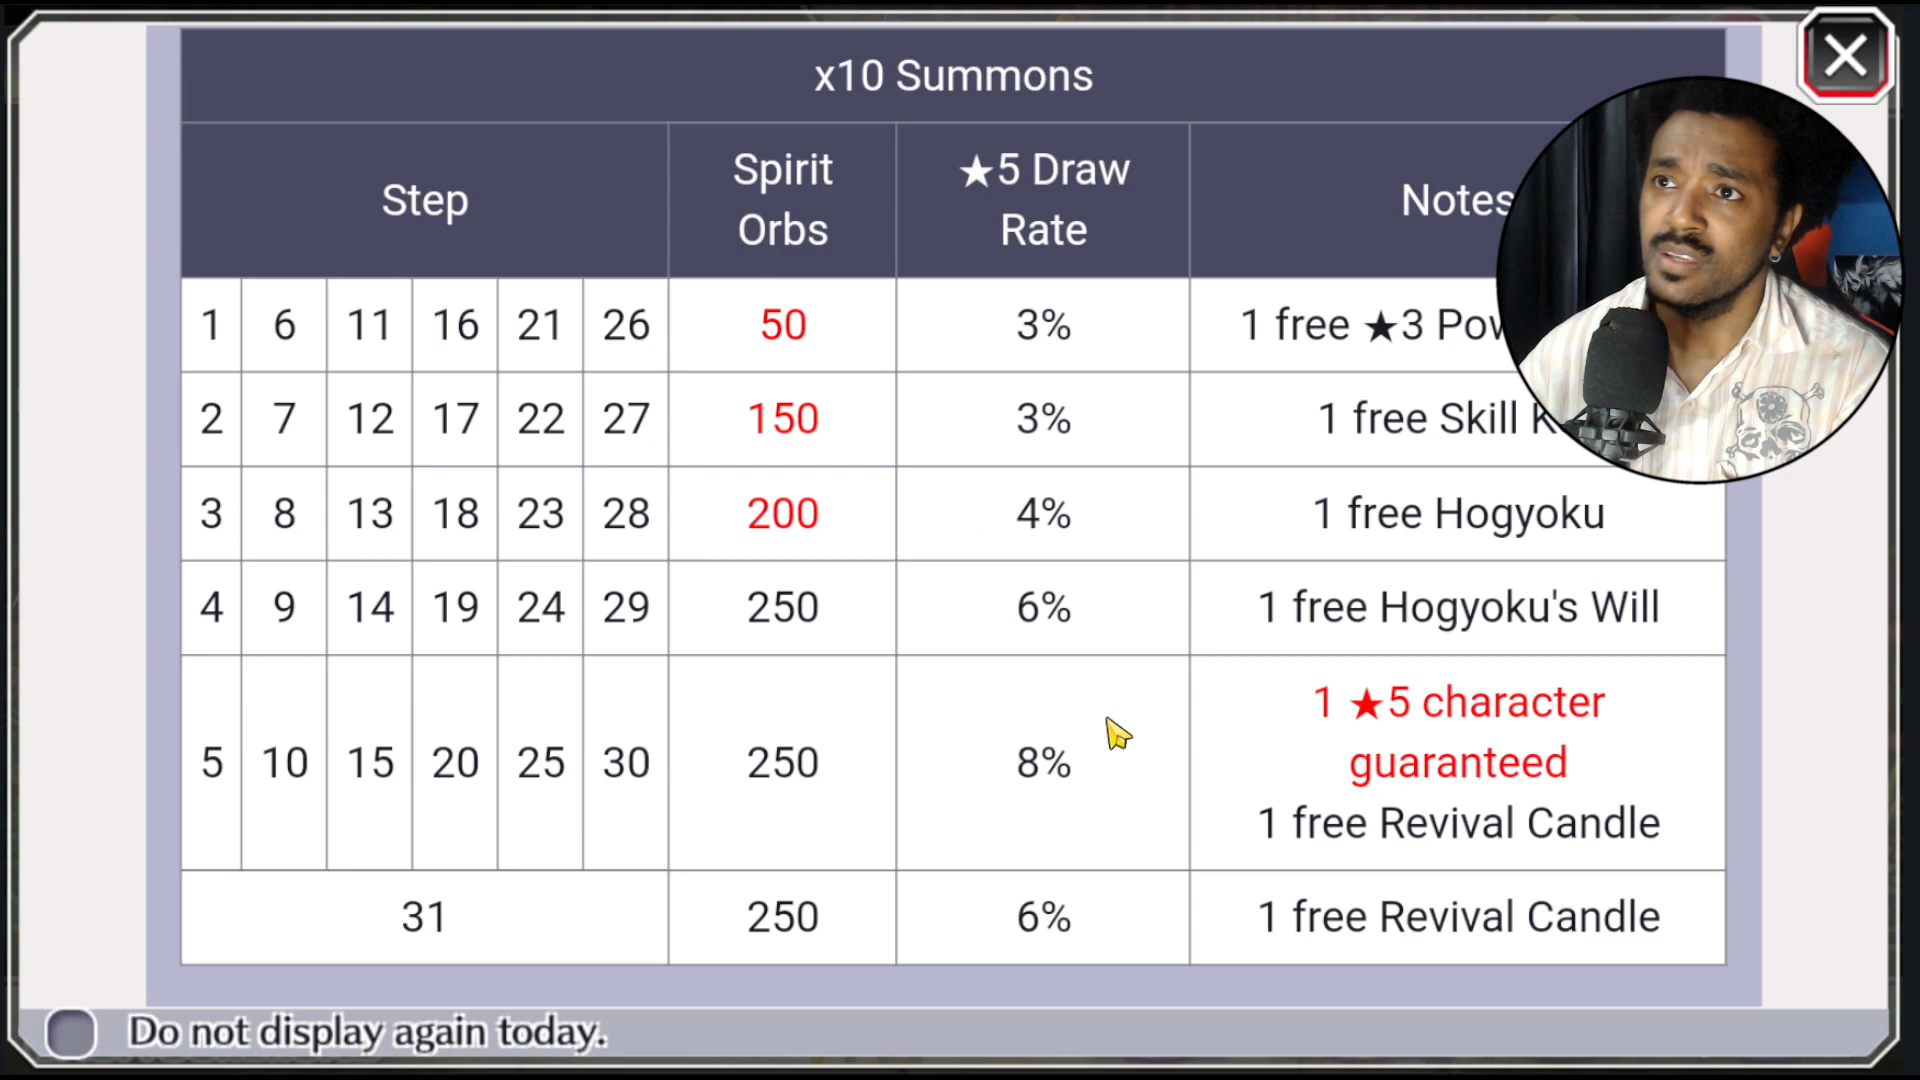 x10 Summons
Step
Spirit
Orbs
★5 Draw
Rate
Notes
1 6 11 16 21 26 50 3% 1 free ★3
2 7 12 17 22 27 150 3% 1 free Skill
3 8 13 18 23 28 200 4% 1 free Hogyoku
4 9 14 19 24 29 250 6% 1 free Hogyoku's Will
5 10 15 20 25 30 250 8% 1 ★5 character
guaranteed
1 free Revival Candle
31 250 6% 1 free Revival Candle
Do not display again today.